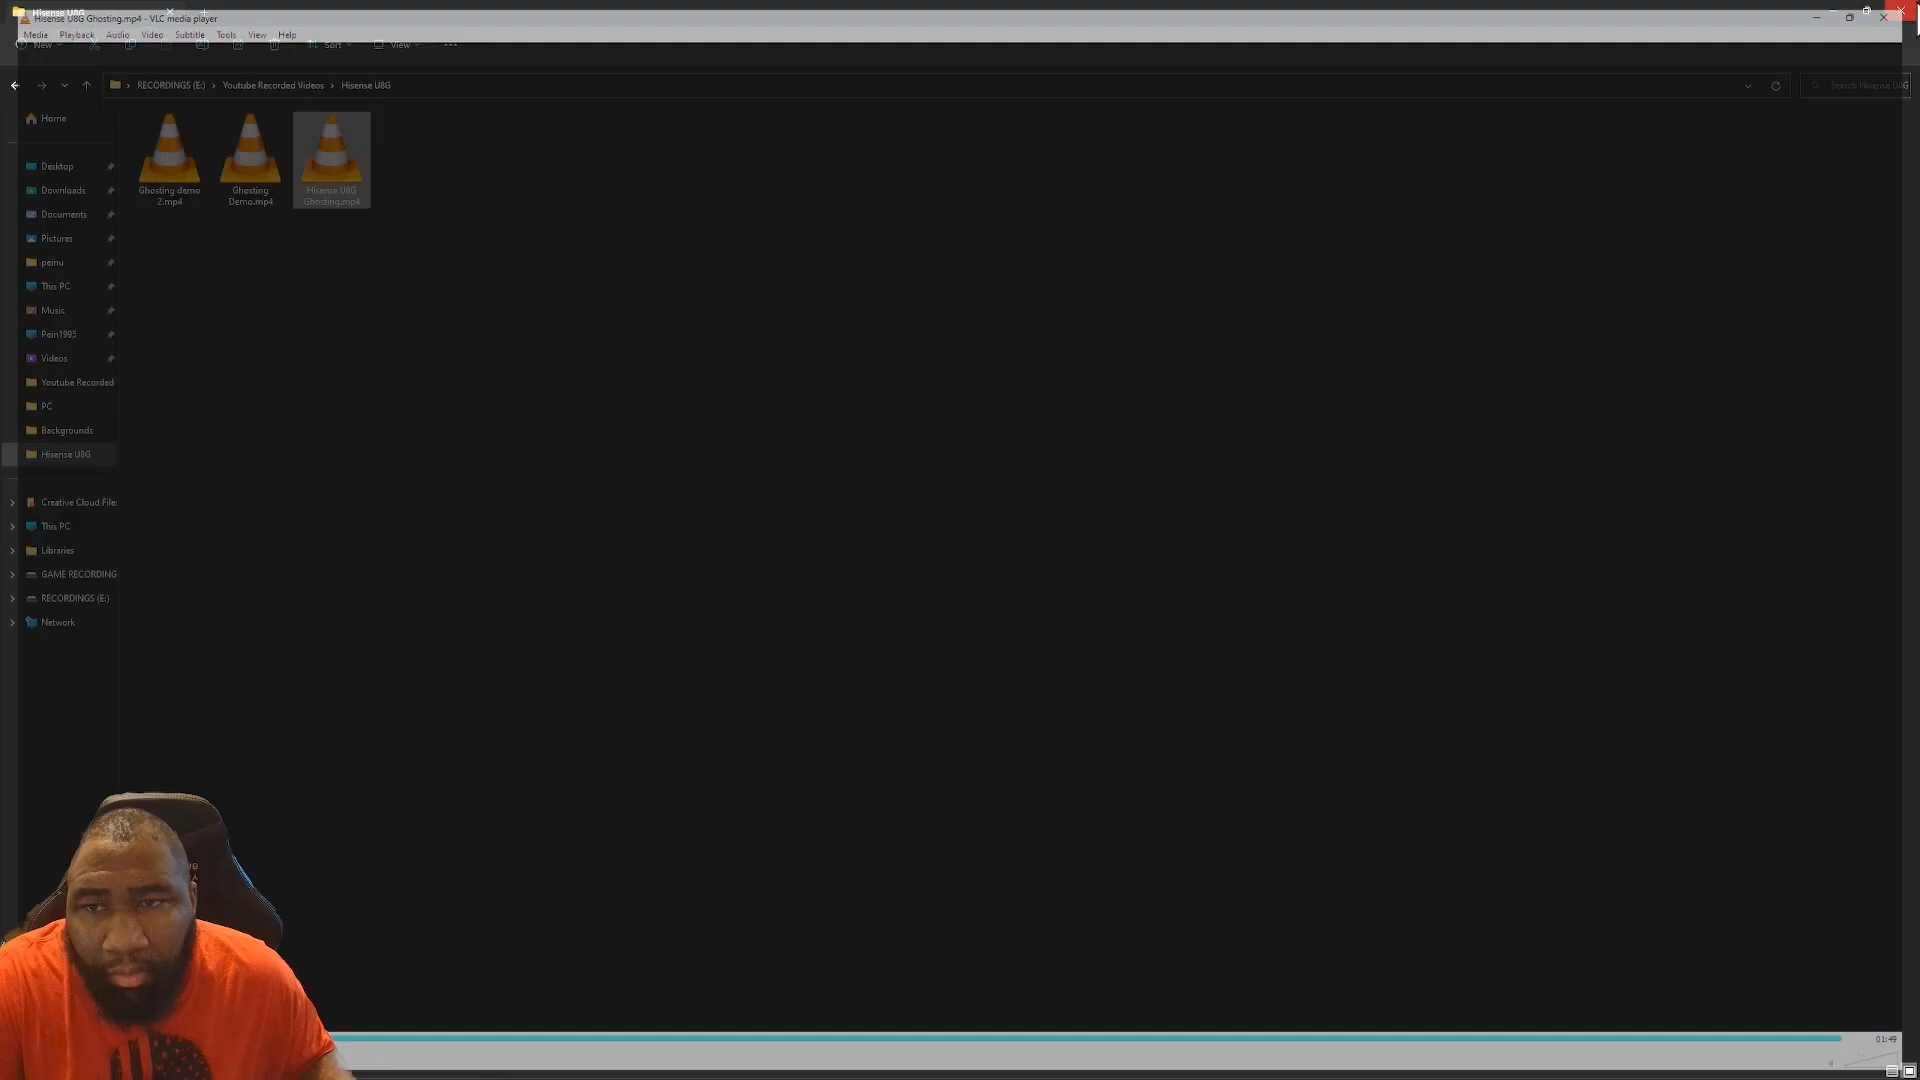 Hisense U8G
Hisense U8G Ghosting.mp4 - VLC media player
Media Playback Audio Video Subtitle Tools View Help
New Sort View
RECORDINGS (E:) › Youtube Recorded Videos › Hisense U8G
Search Hisense U8G
Home
Desktop
Downloads
Documents
Pictures
peinu
This PC
Music
Pein1995
Videos
Youtube Recorded
PC
Backgrounds
Hisense U8G
Creative Cloud Files
This PC
Libraries
GAME RECORDING
RECORDINGS (E:)
Network
Ghosting demo
2.mp4
Ghosting
Demo.mp4
Hisense U8G
Ghosting.mp4
01:49